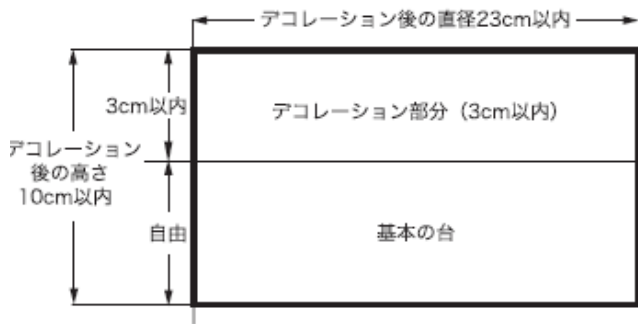 デコレーション後の直径23cm以内
3cm以内
デコレーション部分（3cm以内）
デコレーション
後の高さ
10cm以内
自由
基本の台